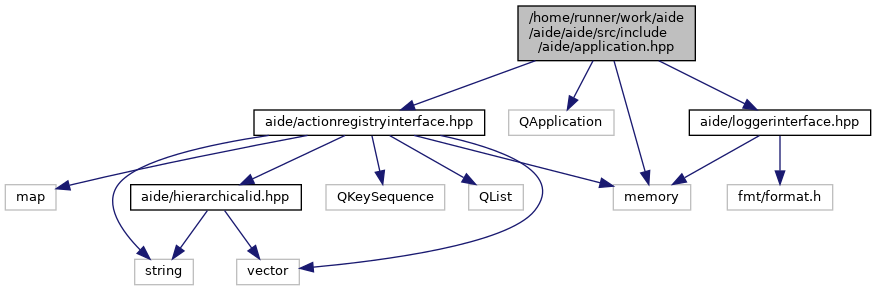 /home/runner/work/aide
/aide/aide/src/include
/aide/application.hpp
aide/actionregistryinterface.hpp
QApplication
aide/loggerinterface.hpp
map
aide/hierarchicalid.hpp
QKeySequence
QList
memory
fmt/format.h
string
vector